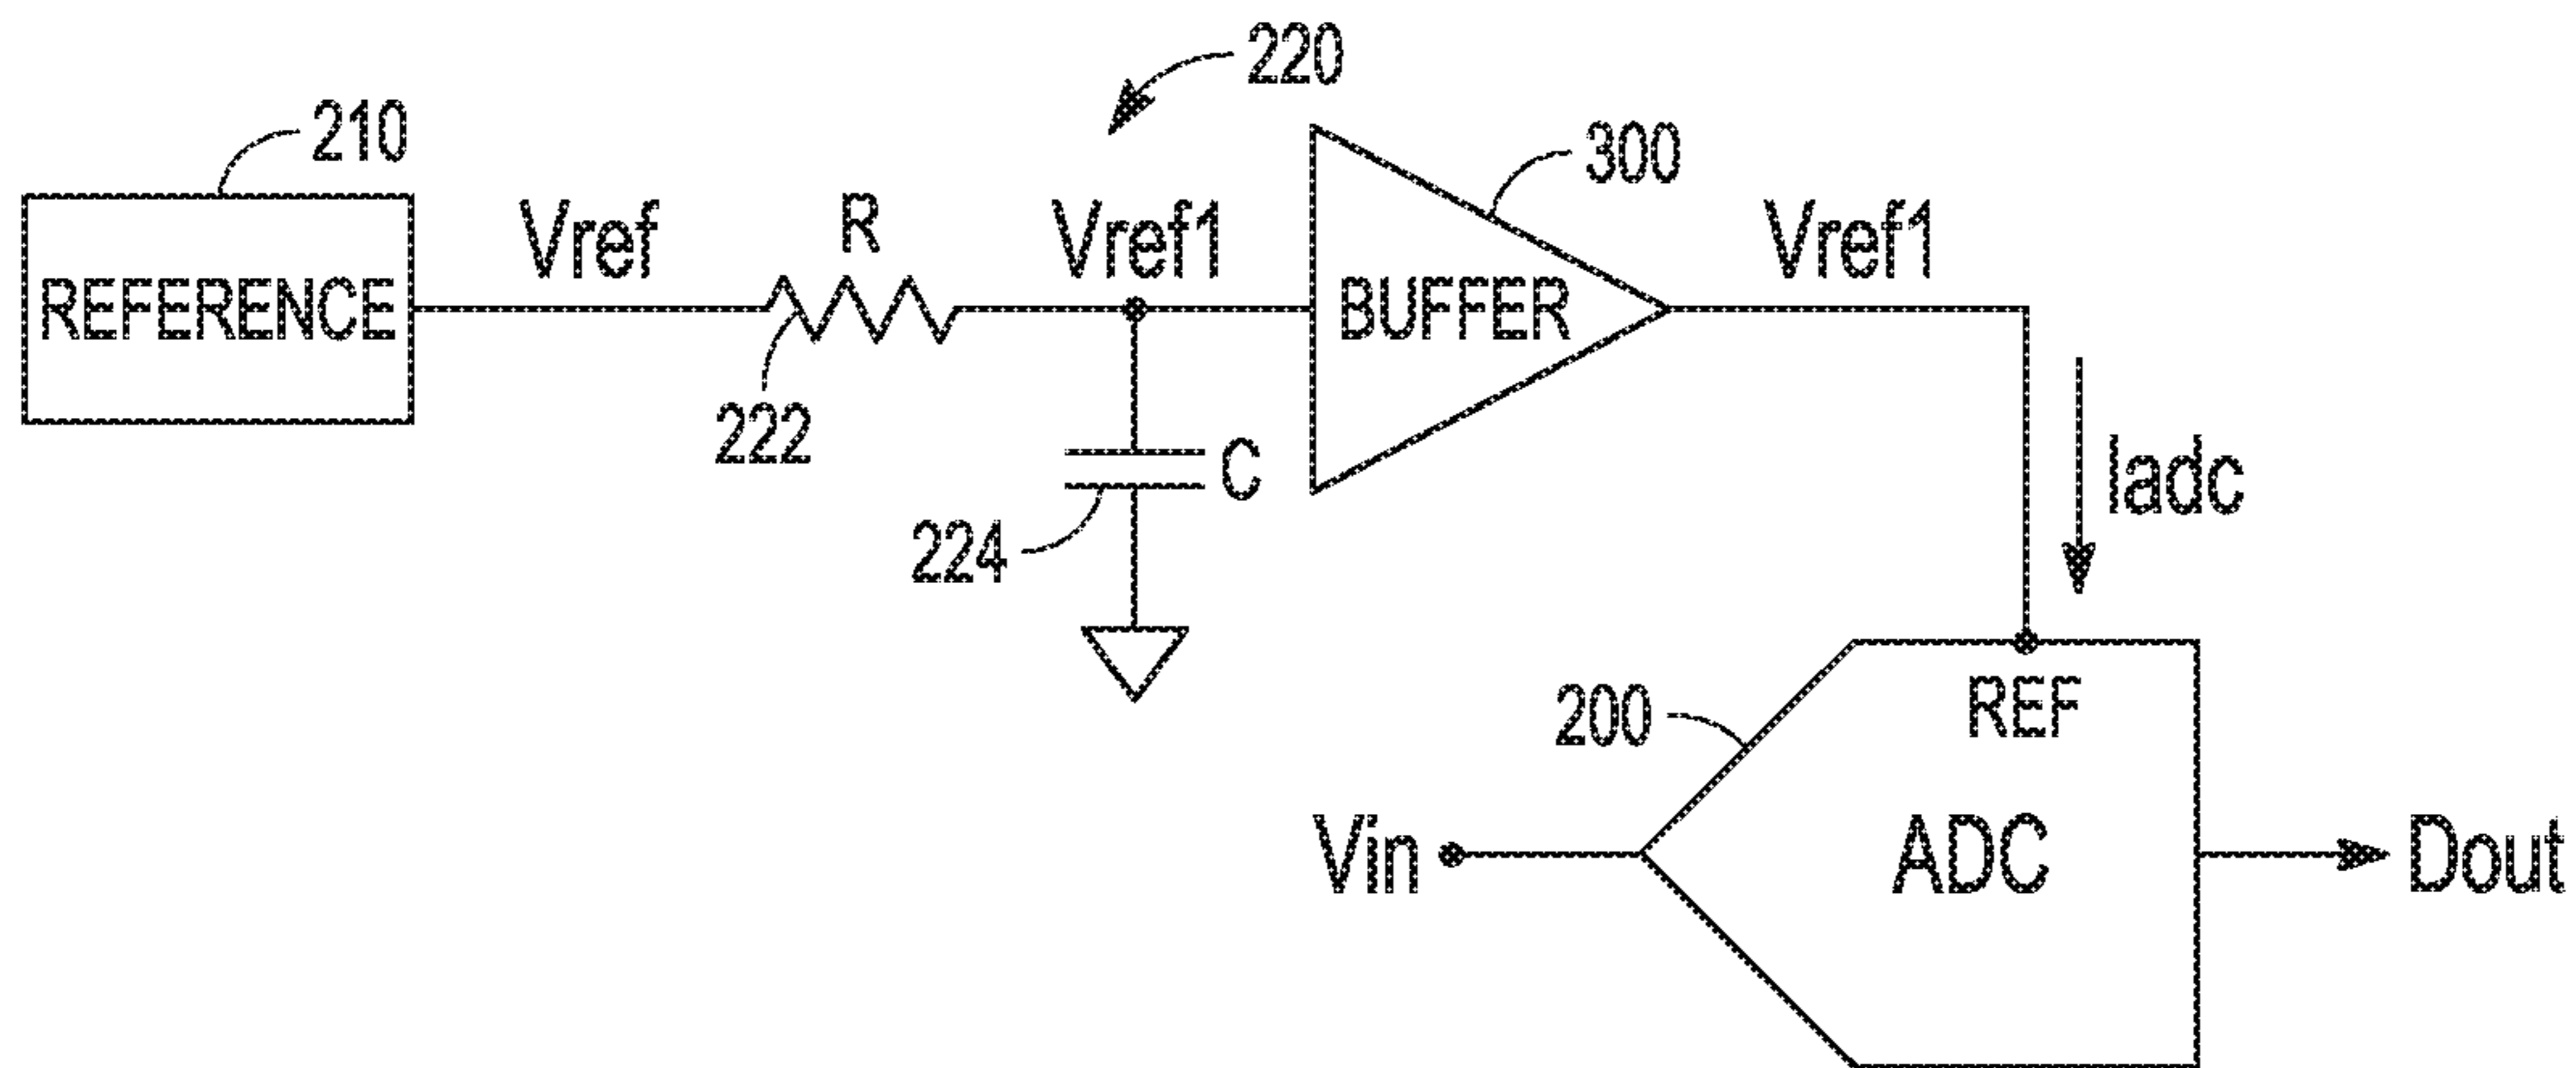 220
210
300
Vref
R
Vref1
Vref1
REFERENCE
BUFFER
222
C
Iadc
224
REF
200
Vin
ADC
Dout